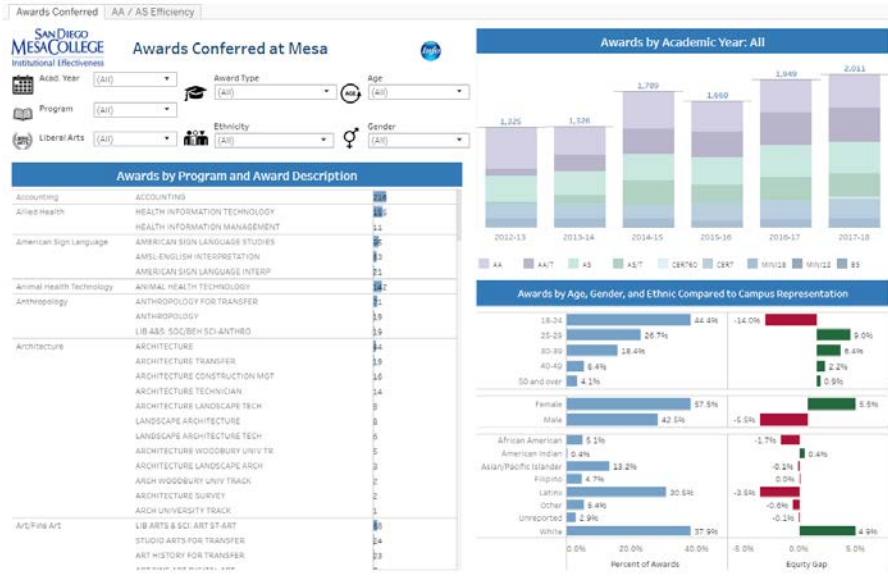 Awards Conferred
AA / AS Efficiency
SAN DIEGO
MESACOLLEGE
Institutional Effectiveness
Awards Conferred at Mesa
Info
Acad. Year (All)
Award Type
(All)
Age
(All)
Program (All)
Liberal Arts (All)
Ethnicity
(All)
Gender
(All)
Awards by Program and Award Description
Accounting ACCOUNTING
Allied Health HEALTH INFORMATION TECHNOLOGY
HEALTH INFORMATION MANAGEMENT 11
American Sign Language AMERICAN SIGN LANGUAGE STUDIES
AMSL-ENGLISH INTERPRETATION
AMERICAN SIGN LANGUAGE INTERP 21
Animal Health Technology ANIMAL HEALTH TECHNOLOGY
Anthropology ANTHROPOLOGY FOR TRANSFER
ANTHROPOLOGY 19
LIB A&S: SOC/BEH SCI-ANTHRO 19
Architecture ARCHITECTURE
ARCHITECTURE TRANSFER 19
ARCHITECTURE CONSTRUCTION MGT 16
ARCHITECTURE TECHNICIAN 14
ARCHITECTURE LANDSCAPE TECH
LANDSCAPE ARCHITECTURE
LANDSCAPE ARCHITECTURE TECH
ARCHITECTURE WOODBURY UNIV TR
ARCHITECTURE LANDSCAPE ARCH
ARCH WOODBURY UNIV TRACK 2
ARCHITECTURE SURVEY 2
ARCH UNIVERSITY TRACK 1
Art/Fine Art LIB ARTS & SCI: ART ST-ART
STUDIO ARTS FOR TRANSFER 24
ART HISTORY FOR TRANSFER 23
Awards by Academic Year: All
1,225 1,226 1,709 1,660 1,949 2,011
2012-13 2013-14 2014-15 2015-16 2016-17 2017-18
AA AA/T AS AS/T CERT60 CERT MIN/18 MIN/12 BS
Awards by Age, Gender, and Ethnic Compared to Campus Representation
18-24 44.4% -14.0%
25-29 26.7% 9.0%
30-39 18.4% 6.4%
40-49 6.4% 2.2%
50 and over 4.1% 0.9%
Female 57.5% 5.5%
Male 42.5% -5.5%
African American 5.1% -1.7%
American Indian 0.4% 0.4%
Asian/Pacific Islander 13.2% -0.1%
Filipino 4.7% 0.0%
Latinx 30.5% -3.5%
Other 5.4% -0.6%
Unreported 2.9% -0.1%
White 37.9% 4.9%
0.0% 20.0% 40.0% -5.0% 0.0% 5.0%
Percent of Awards Equity Gap